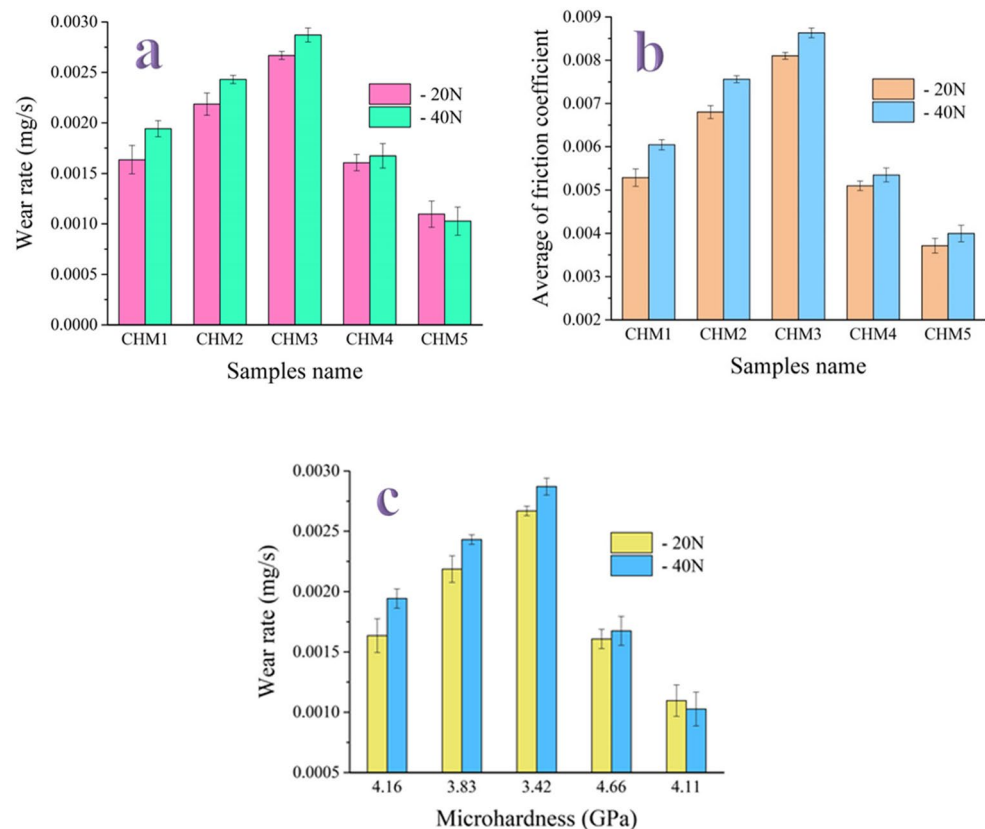 a
Wear rate (mg/s)
0.0030
0.0025
0.0020
0.0015
0.0010
0.0005
0.0000
- 20N
- 40N
CHM1 CHM2 CHM3 CHM4 CHM5
Samples name
b
Average of friction coefficient
0.009
0.008
0.007
0.006
0.005
0.004
0.003
0.002
- 20N
- 40N
CHM1 CHM2 CHM3 CHM4 CHM5
Samples name
c
Wear rate (mg/s)
0.0030
0.0025
0.0020
0.0015
0.0010
0.0005
- 20N
- 40N
4.16 3.83 3.42 4.66 4.11
Microhardness (GPa)